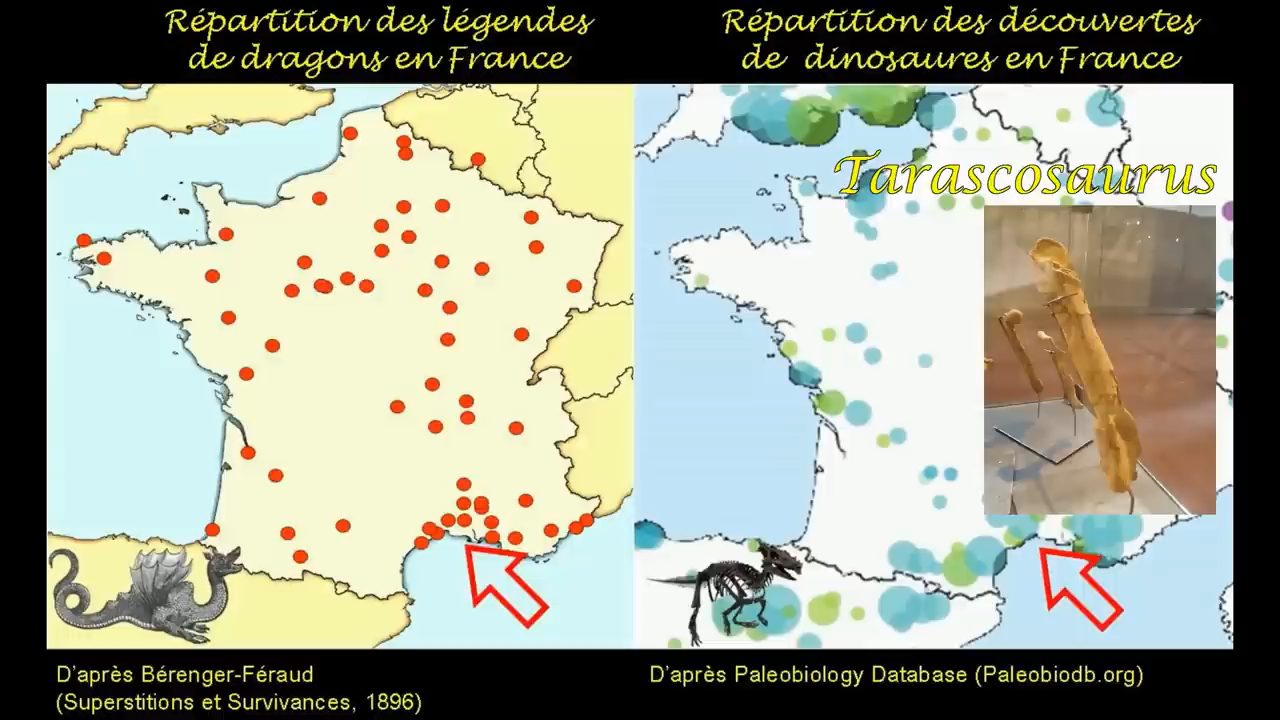 Répartition des légendes
de dragons en France
Répartition des découvertes
de dinosaures en France
Tarascosaurus
D'après Bérenger-Féraud
(Superstitions et Survivances, 1896)
D'après Paleobiology Database (Paleobiodb.org)